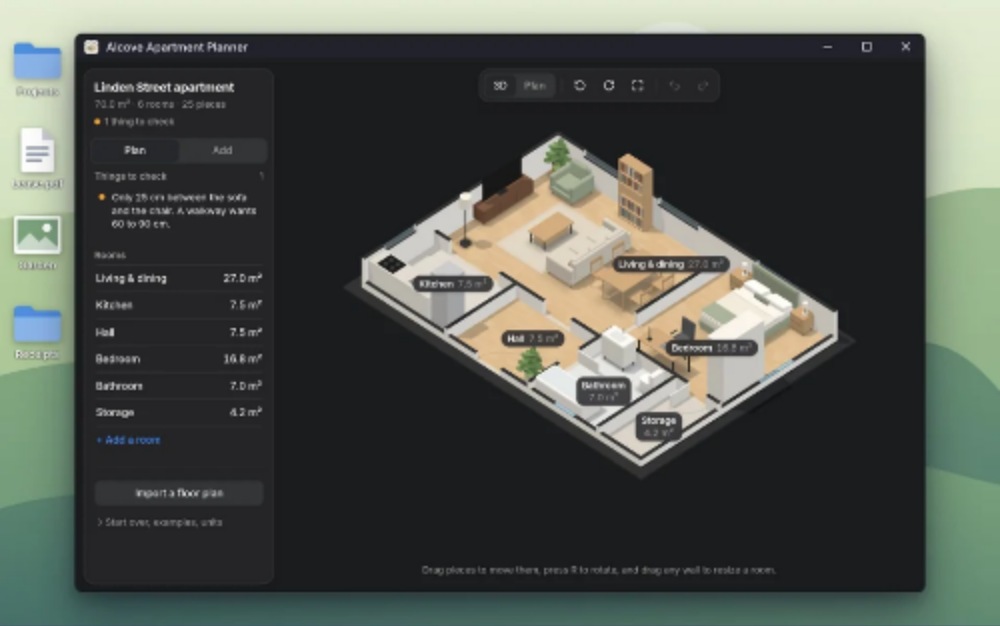 Alcove Apartment Planner
Projects
Linden Street apartment
70.0 m² · 6 rooms · 25 pieces
1 thing to check
Plan
Add
Things to check
1
Only 25 cm between the sofa
and the chair. A walkway wants
60 to 90 cm.
Rooms
Living & dining 27.0 m²
Kitchen 7.5 m²
Hall 7.5 m²
Bedroom 16.8 m²
Bathroom 7.0 m²
Storage 4.2 m²
+ Add a room
Import a floor plan
Start over, examples, units
Receipts
3D
Plan
Living & dining 27.0 m²
Kitchen 7.5 m²
Hall 7.5 m²
Bedroom 16.8 m²
Bathroom
7.0 m²
Storage
4.2 m²
Drag pieces to move them, press R to rotate, and drag any wall to resize a room.